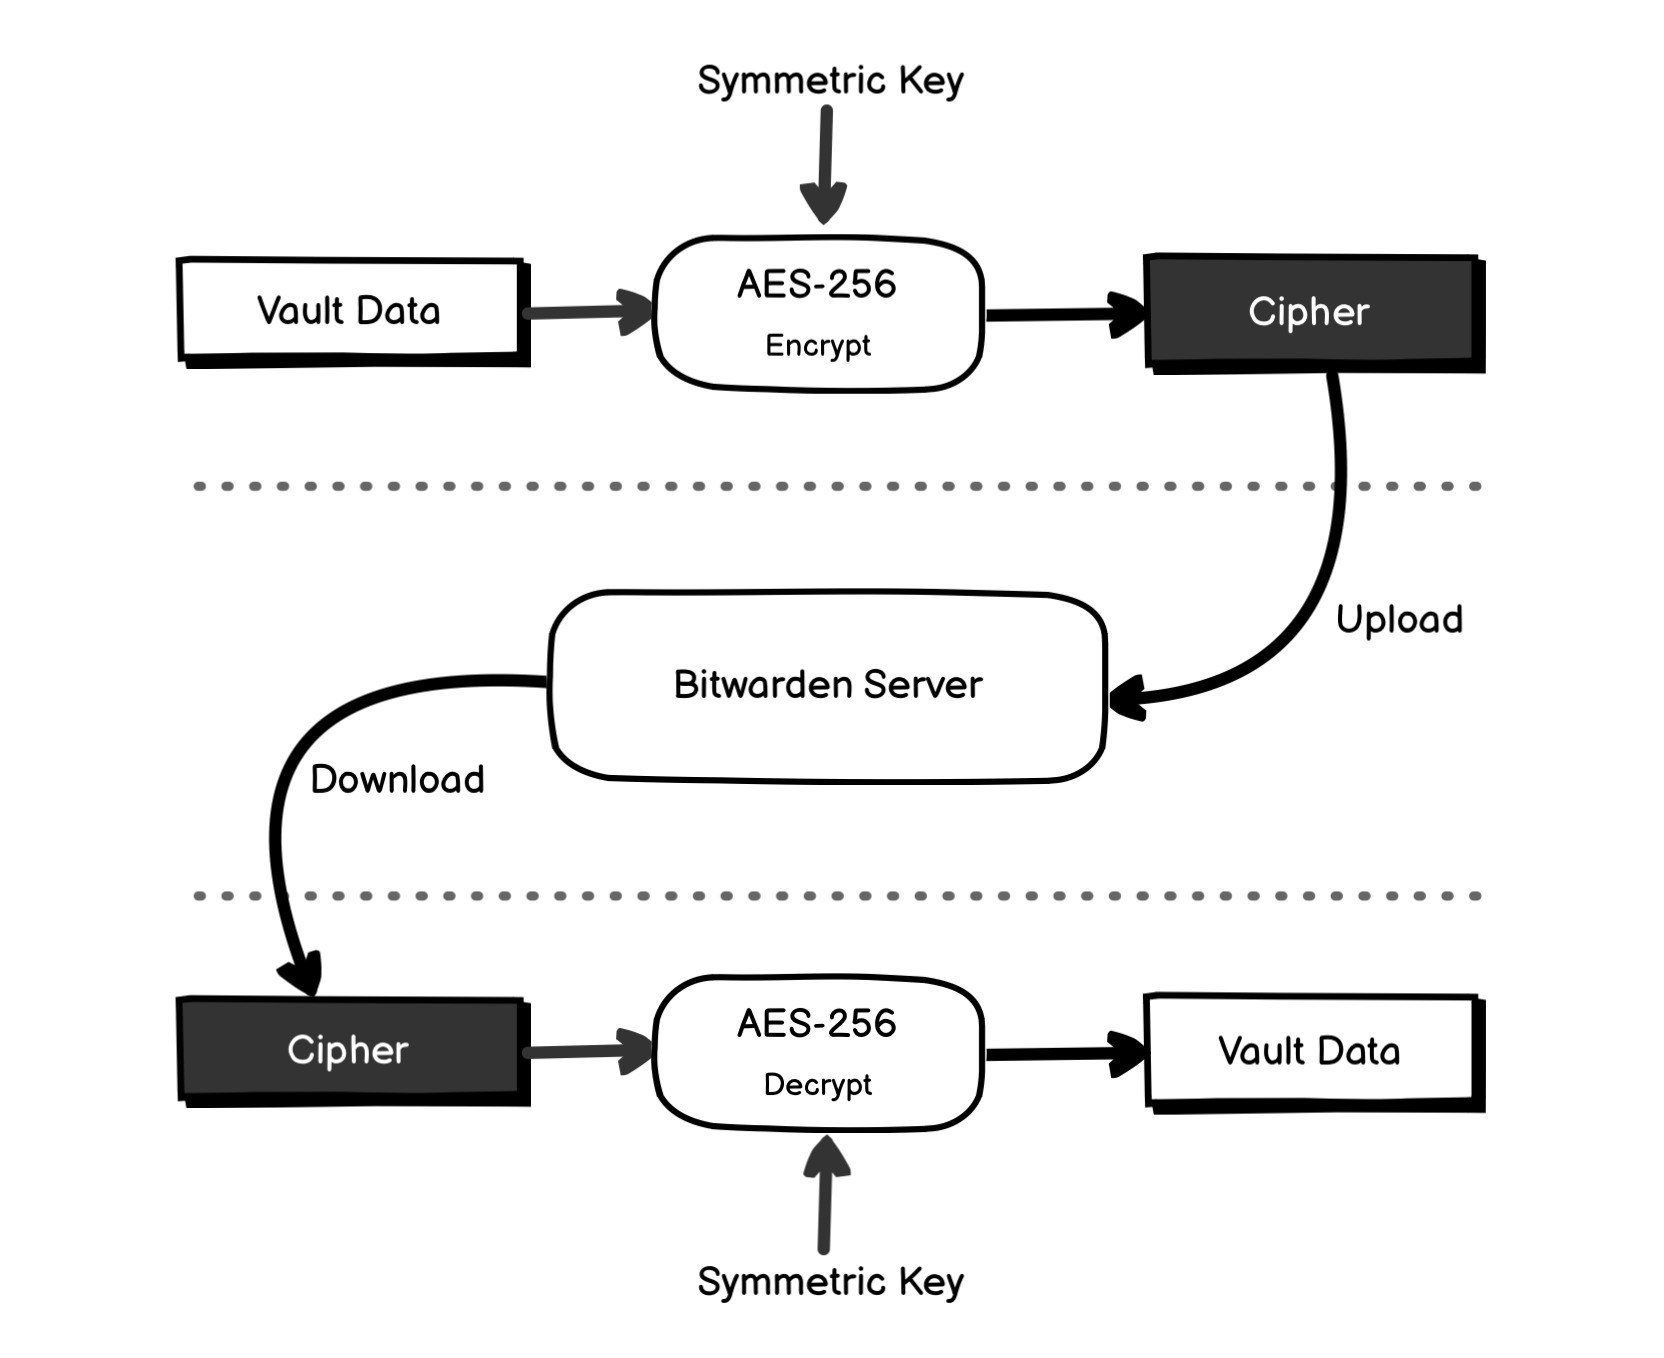 Symmetric Key
Vault Data
AES-256
Encrypt
Cipher
Upload
Bitwarden Server
Download
Cipher
AES-256
Decrypt
Vault Data
Symmetric Key